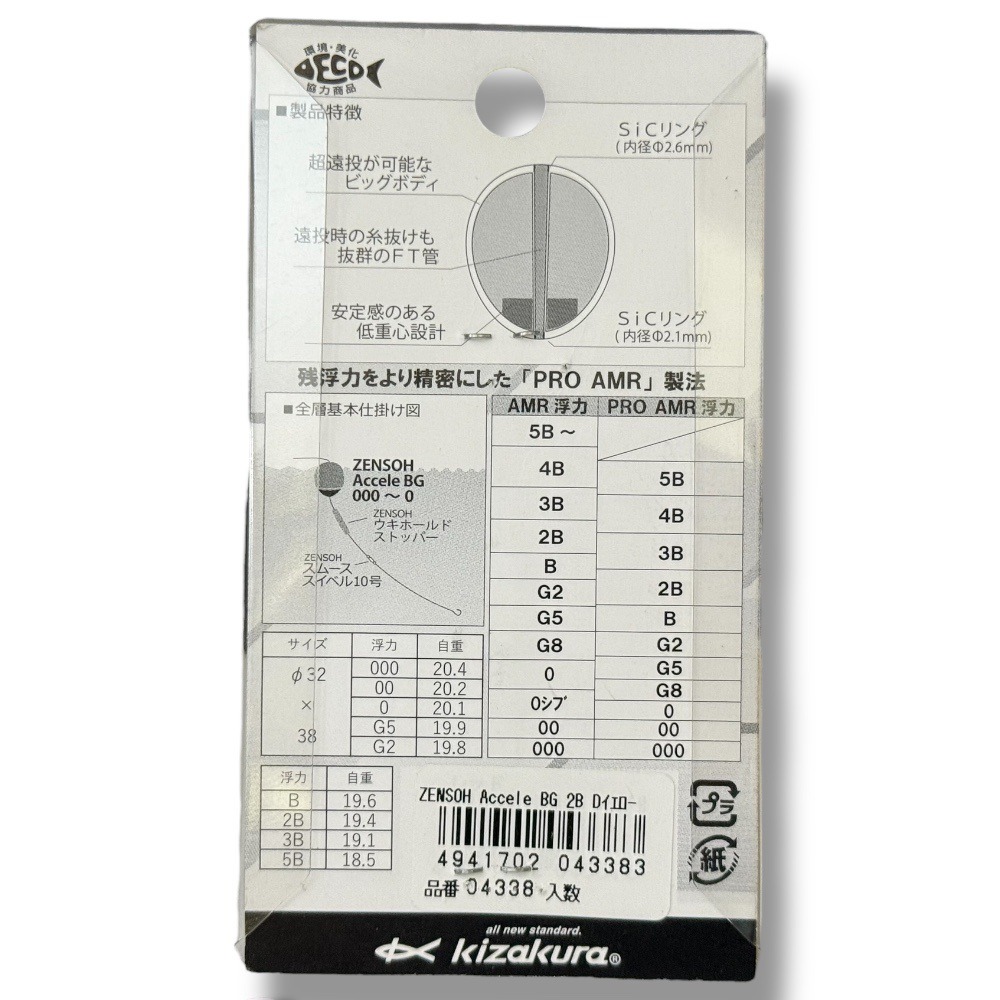 環境・美化
ECO
協力商品
■製品特徴
SiCリング
(内径Φ2.6mm)
超遠投が可能な
ビッグボディ
遠投時の糸抜けも
抜群のFT管
安定感のある
低重心設計
SiCリング
(内径Φ2.1mm)
残浮力をより精密にした「PRO AMR」製法
■全層基本仕掛け図
ZENSOH
Accele BG
000～0
ZENSOH
ウキホールド
ストッパー
ZENSOH
スムース
スイベル10号
AMR 浮力 PRO AMR 浮力
5B～
4B 5B
3B 4B
2B 3B
B 2B
G2 B
G5 G2
G8 G5
0 G8
0シブ 0
00 00
000 000
サイズ 浮力 自重
φ32 × 38
000 20.4
00 20.2
0 20.1
G5 19.9
G2 19.8
浮力 自重
B 19.6
2B 19.4
3B 19.1
5B 18.5
ZENSOH Accele BG 2B Dイエロー
4941702 043383
品番 04338 入数
プラ
紙
all new standard.
kizakura®